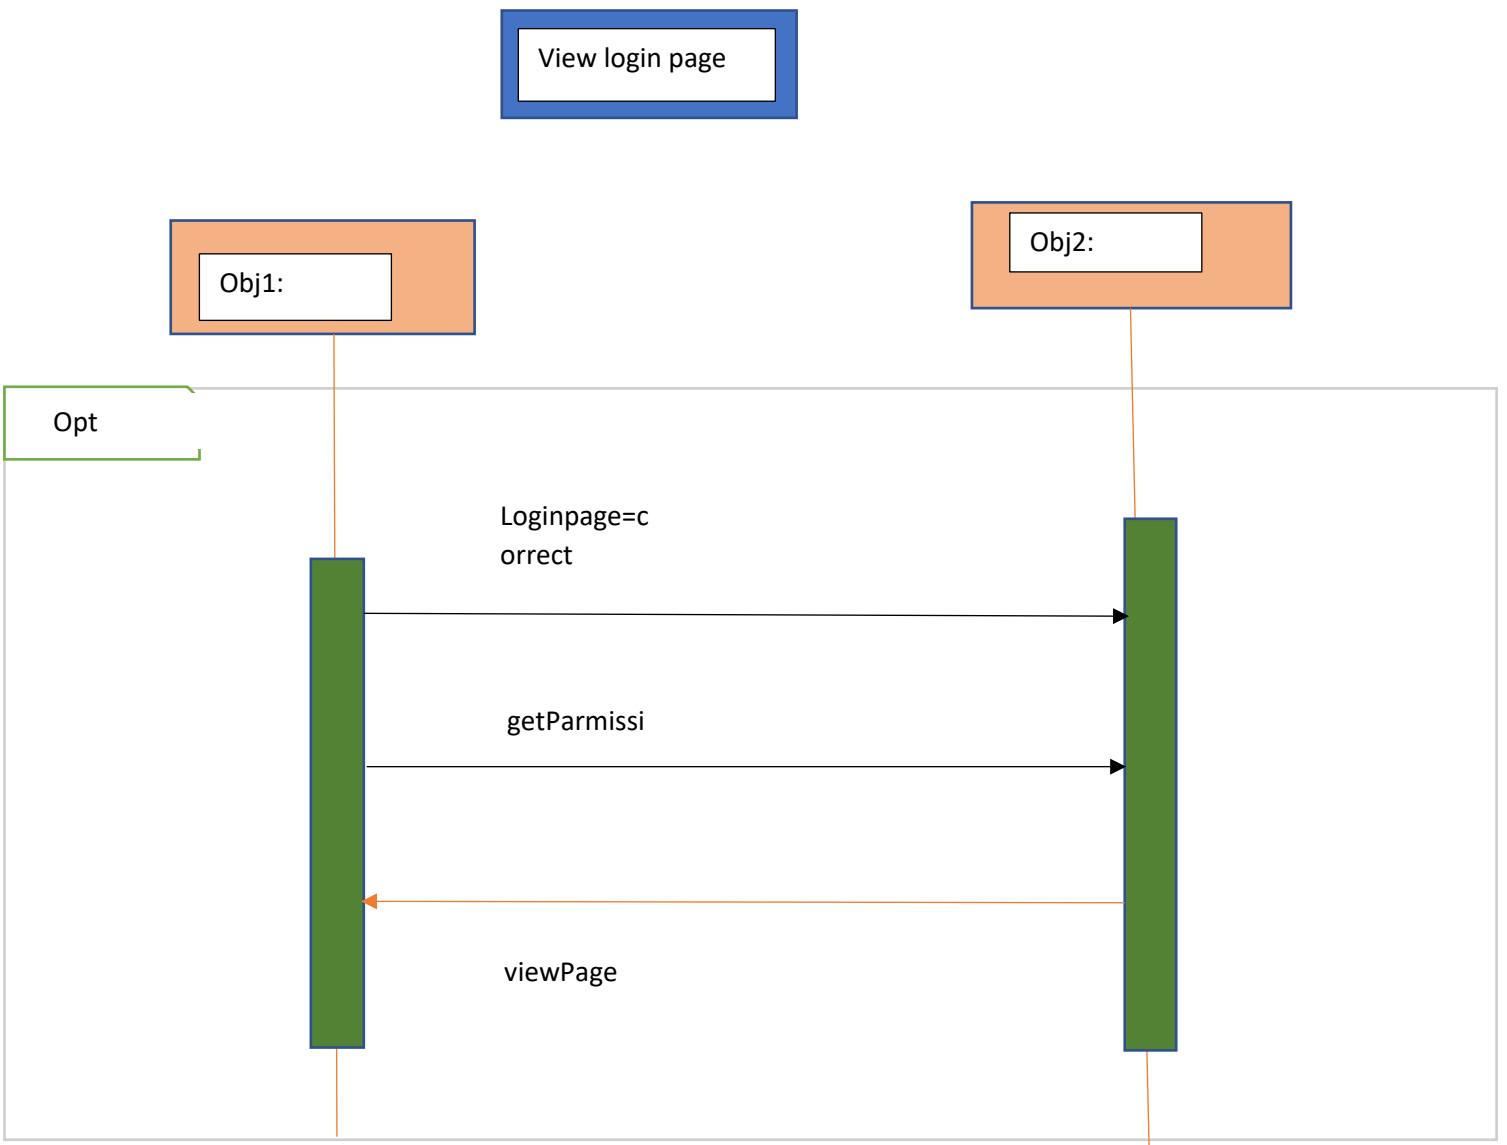 View login page
Obj1:
Obj2:
Opt
Loginpage=c
orrect
getParmissi
viewPage